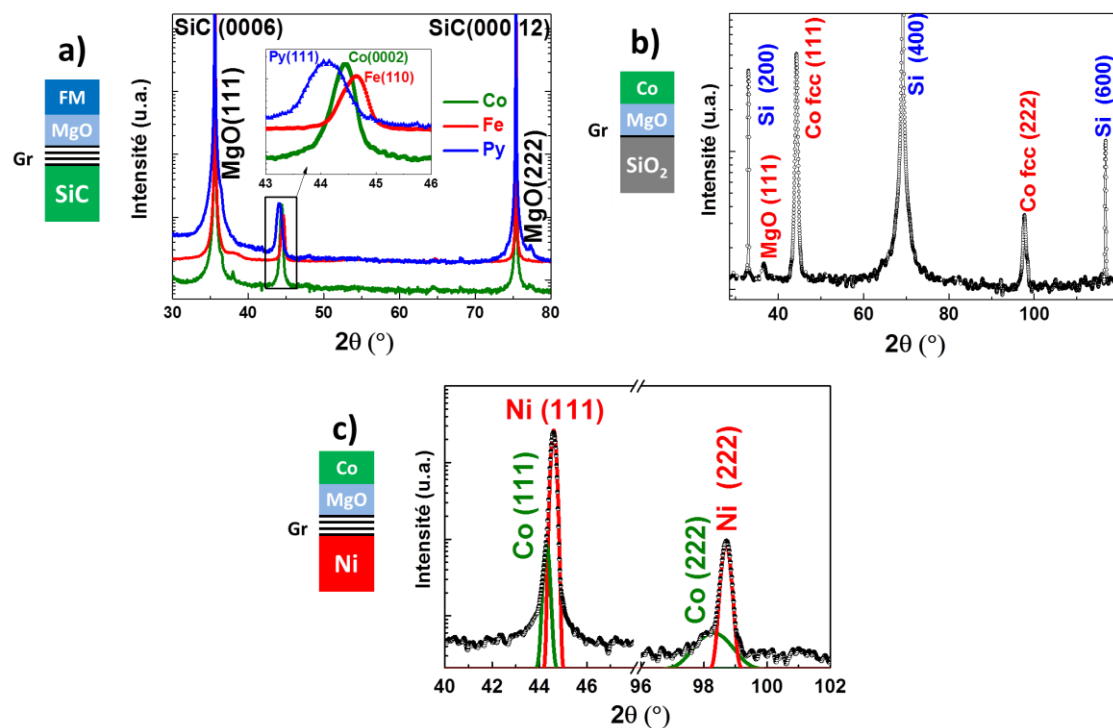 a)
FM
MgO
Gr
SiC
SiC (0006)
SiC(000 12)
MgO(111)
MgO(222)
Py(111)
Co(0002)
Fe(110)
43 44 45 46
Co
Fe
Py
Intensité (u.a.)
30 40 50 60 70 80
2θ (°)
b)
Co
MgO
Gr
SiO2
Si (200)
MgO (111)
Co fcc (111)
Si (400)
Co fcc (222)
Si (600)
Intensité (u.a.)
40 60 80 100
2θ (°)
c)
Co
MgO
Gr
Ni
Ni (111)
Co (111)
Co (222)
Ni (222)
Intensité (u.a.)
40 42 44 46 96 98 100 102
2θ (°)